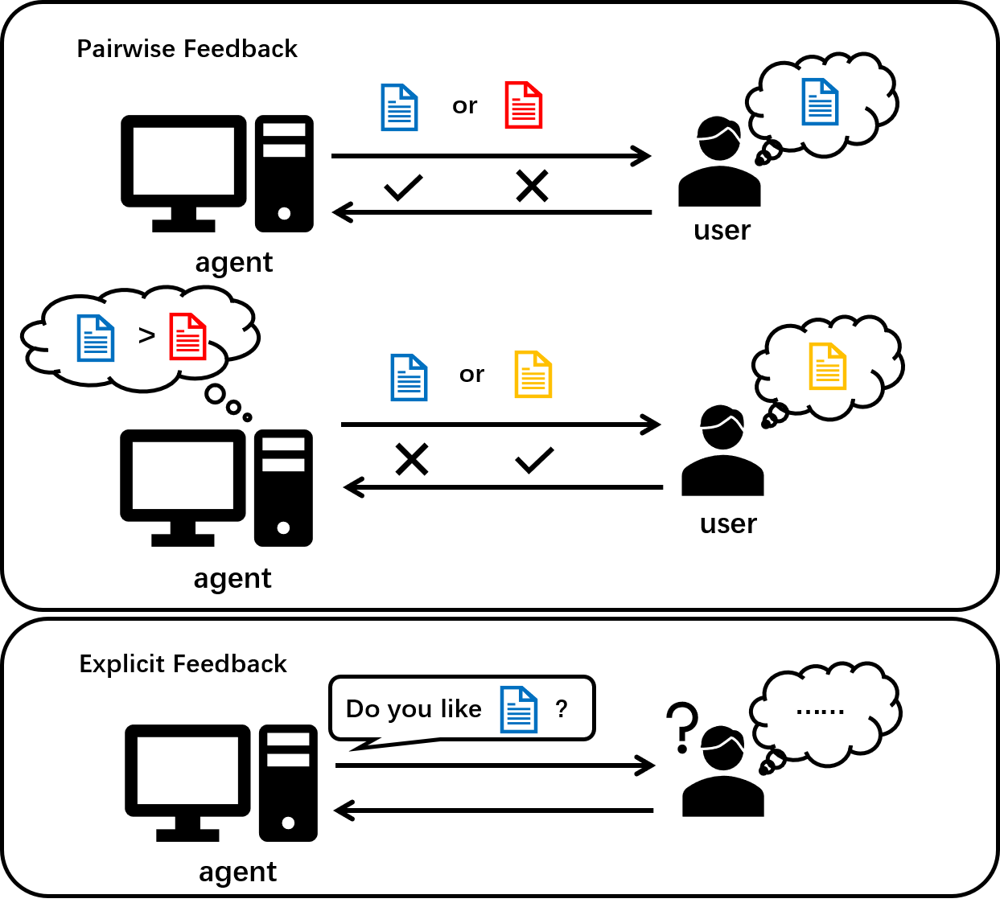 Pairwise Feedback
or
user
agent
>
or
user
agent
Explicit Feedback
Do you like ?
......
?
agent